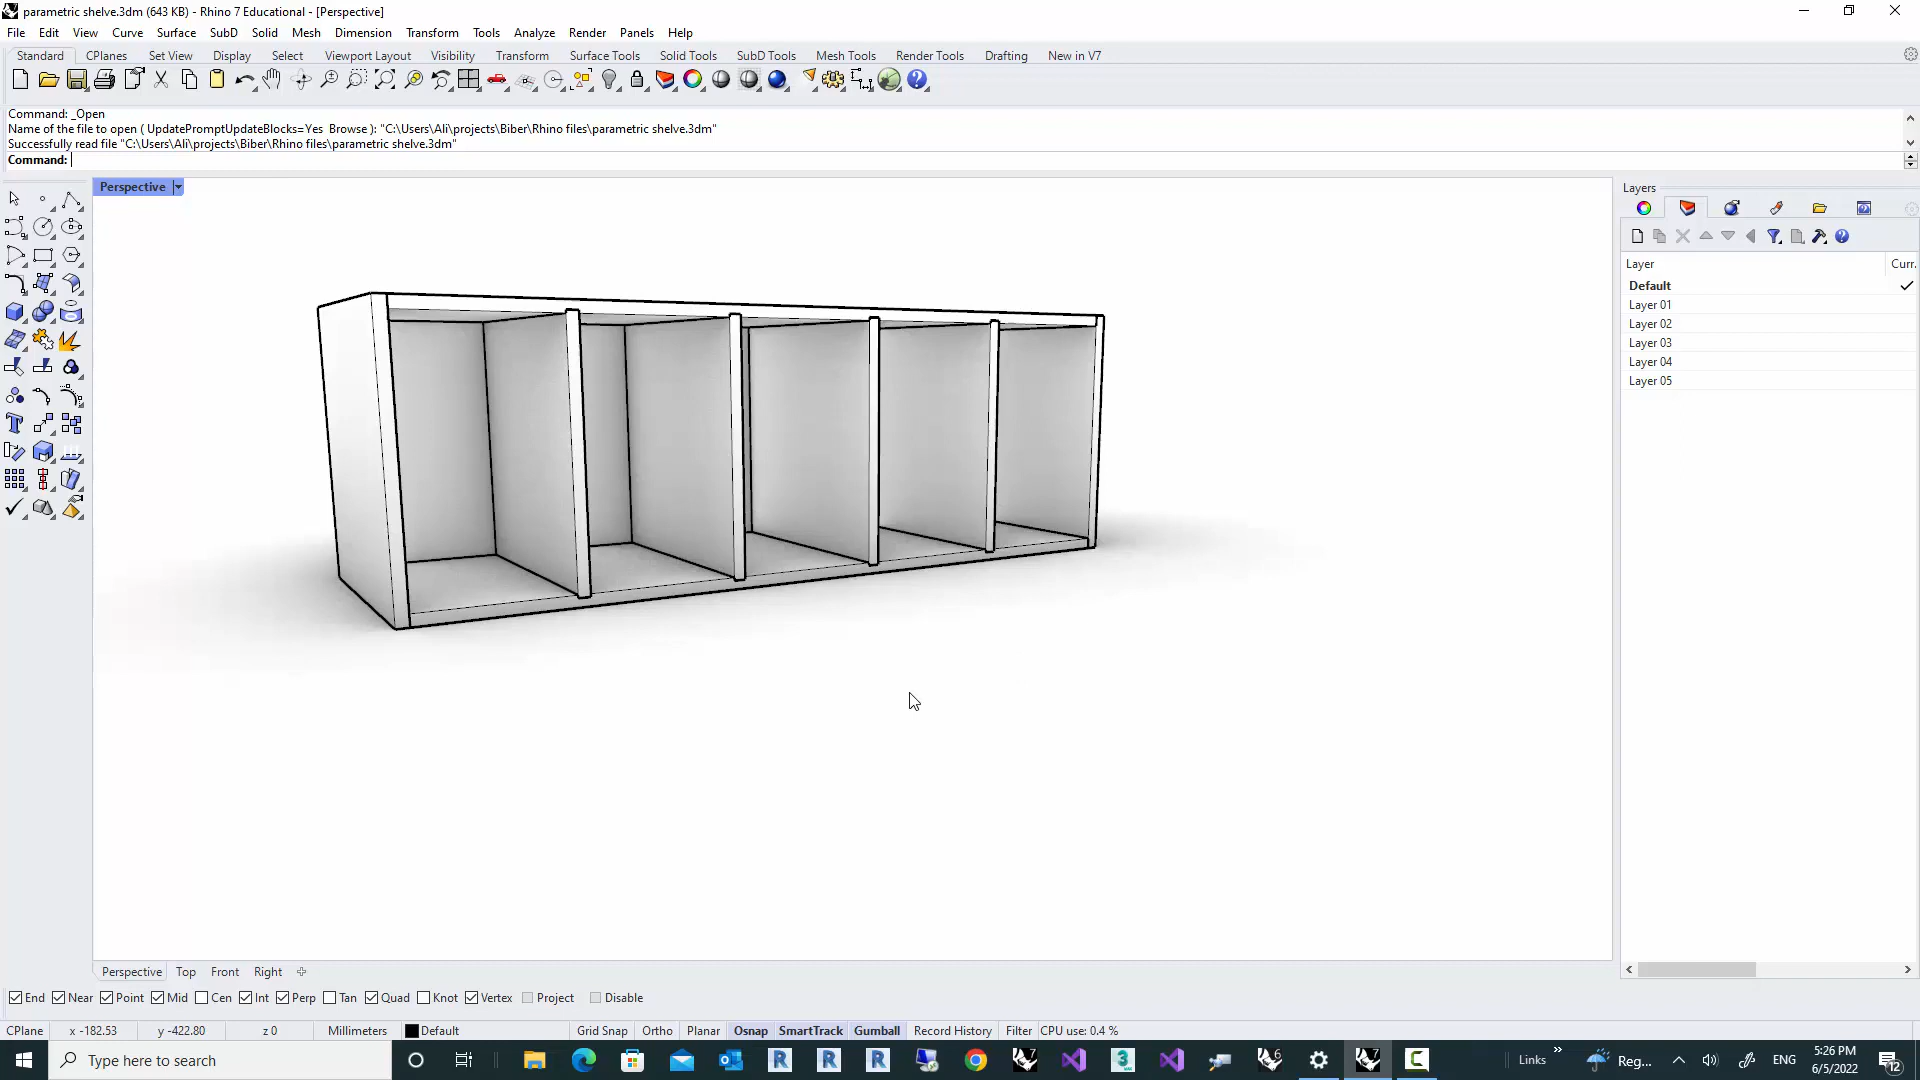 parametric shelve.3dm (643 KB) - Rhino 7 Educational - [Perspective]
File Edit View Curve Surface SubD Solid Mesh Dimension Transform Tools Analyze Render Panels Help
Standard CPlanes Set View Display Select Viewport Layout Visibility Transform Surface Tools Solid Tools SubD Tools Mesh Tools Render Tools Drafting New in V7
Command: _Open
Name of the file to open ( UpdatePromptUpdateBlocks=Yes Browse ): "C:\Users\Ali\projects\Biber\Rhino files\parametric shelve.3dm"
Successfully read file "C:\Users\Ali\projects\Biber\Rhino files\parametric shelve.3dm"
Command:
Perspective
Layers
Layer Curr.
Default
Layer 01
Layer 02
Layer 03
Layer 04
Layer 05
Perspective Top Front Right
End Near Point Mid Cen Int Perp Tan Quad Knot Vertex Project Disable
CPlane x -182.53 y -422.80 z 0 Millimeters Default Grid Snap Ortho Planar Osnap SmartTrack Gumball Record History Filter CPU use: 0.4 %
Type here to search
Links » Reg... ENG 5:26 PM
6/5/2022 12